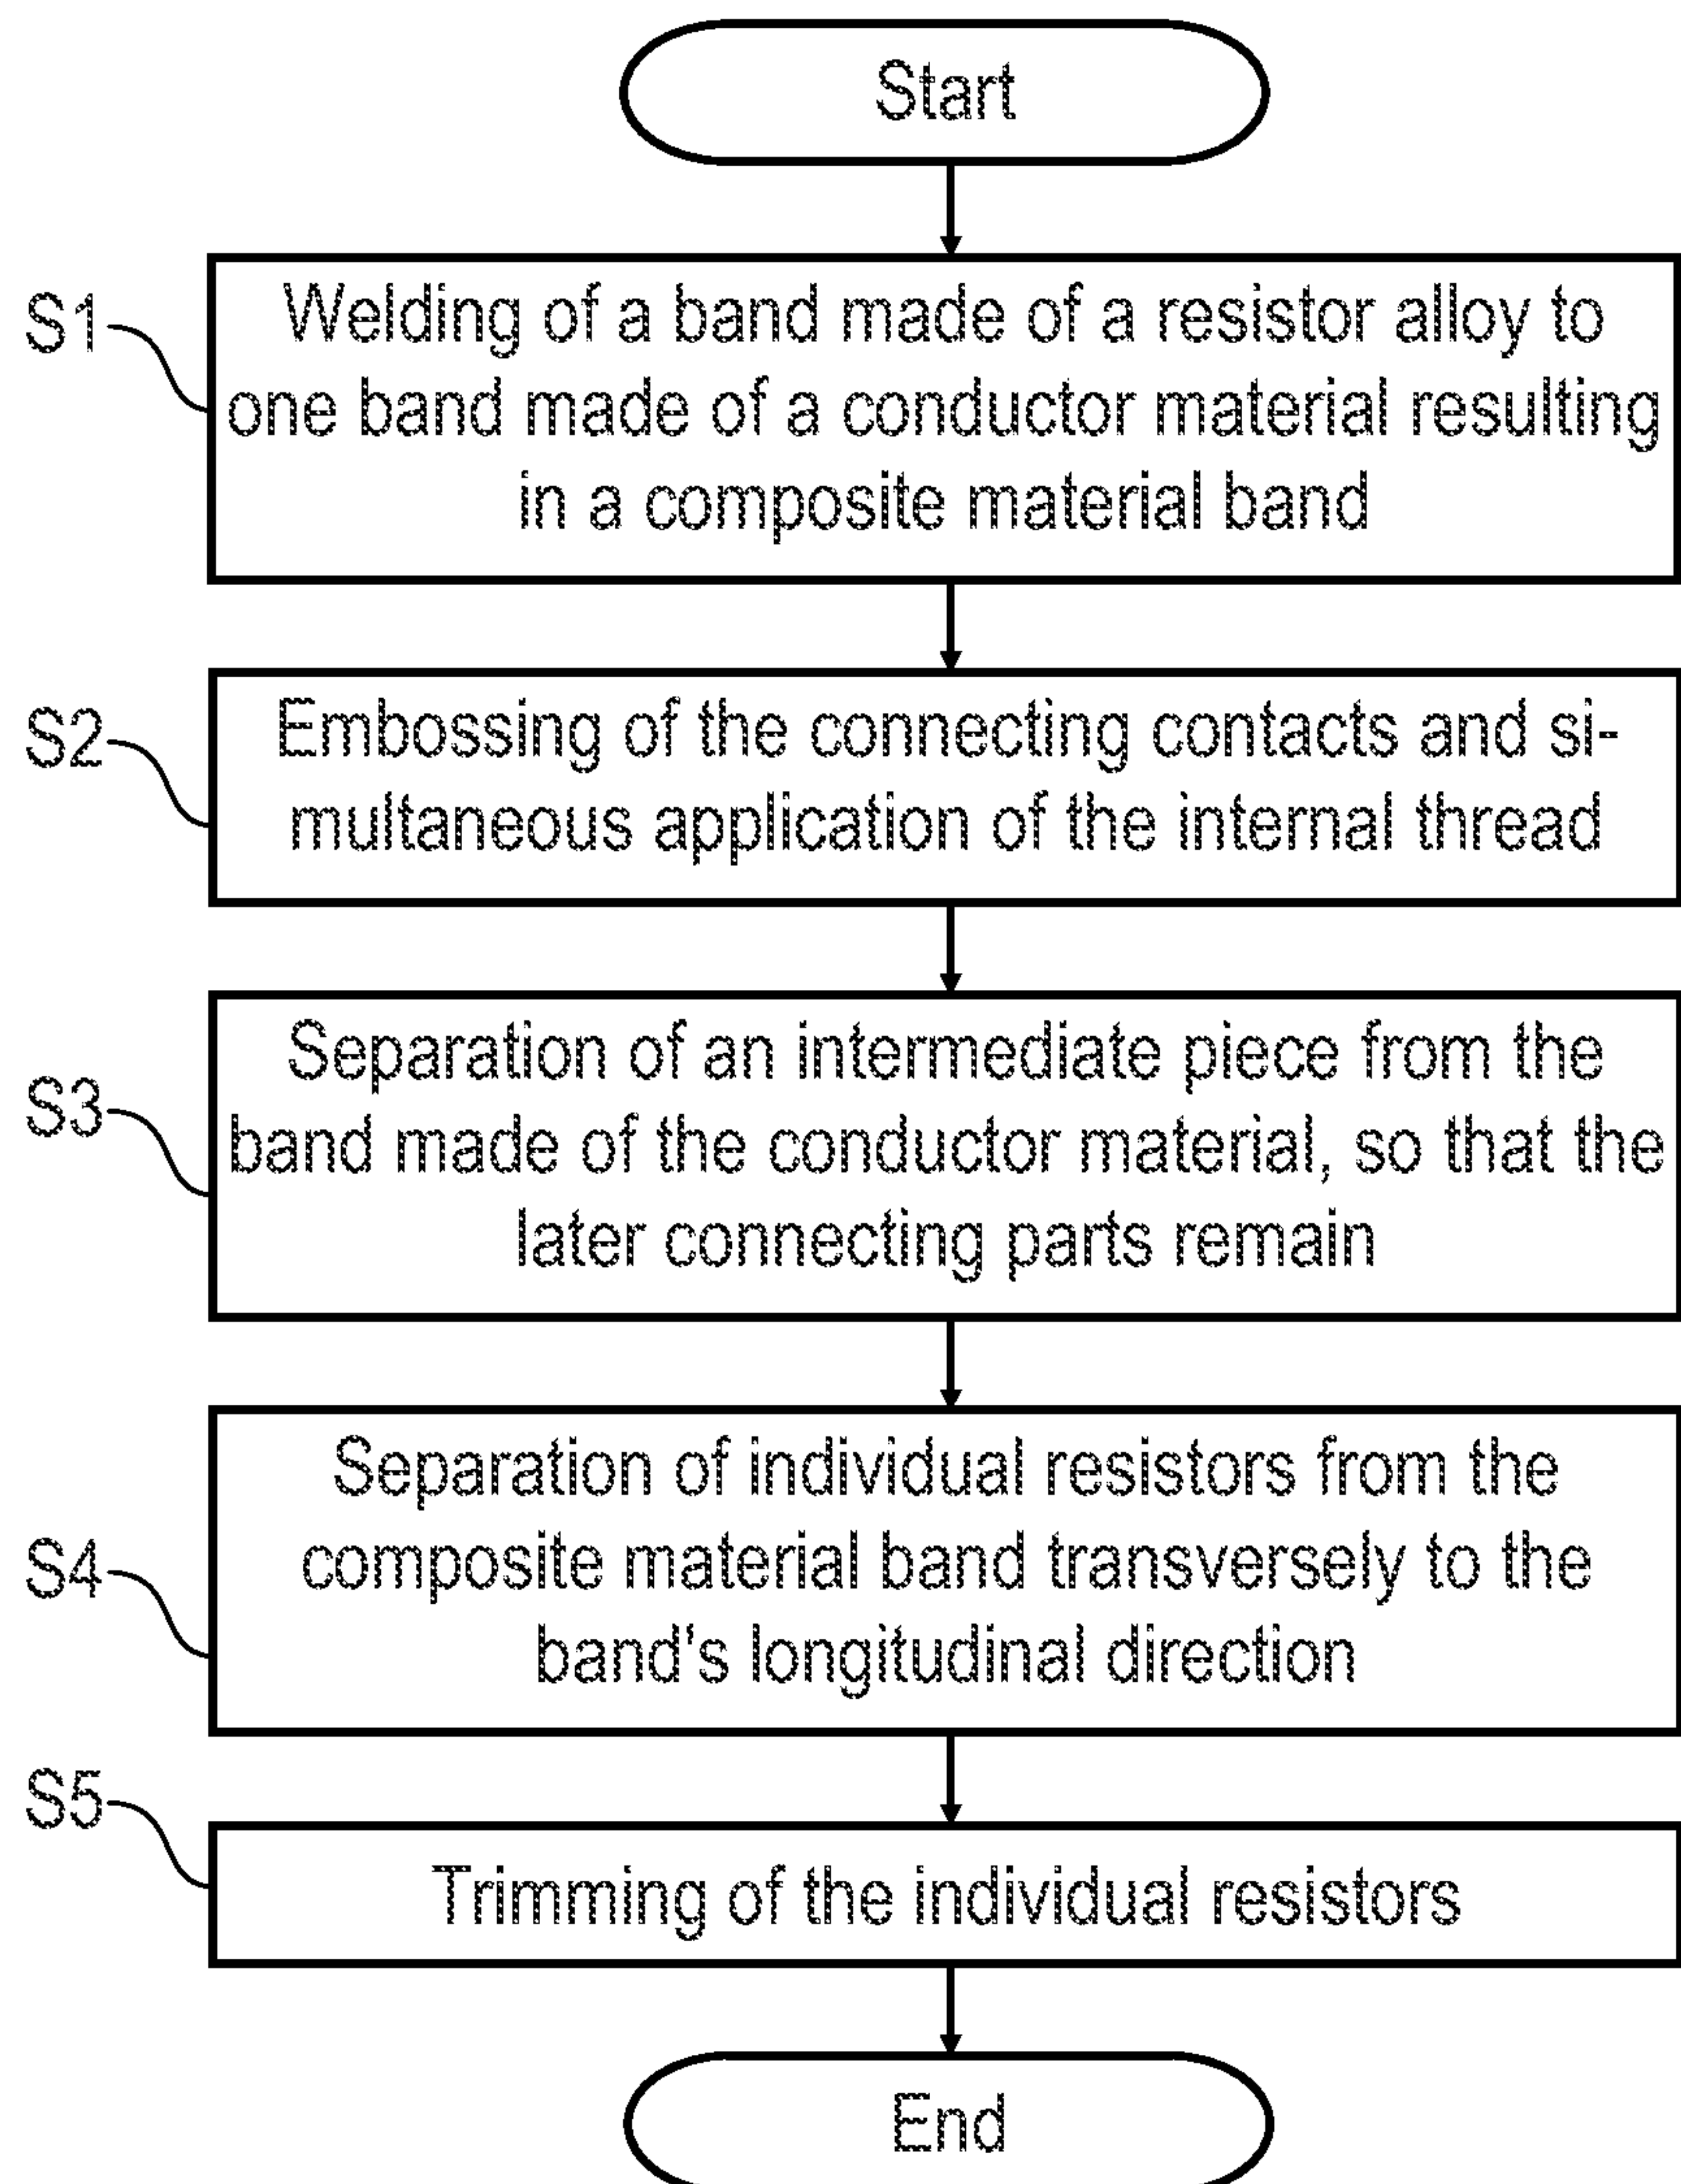 Start
S1
Welding of a band made of a resistor alloy to
one band made of a conductor material resulting
in a composite material band
S2
Embossing of the connecting contacts and si-
multaneous application of the internal thread
S3
Separation of an intermediate piece from the
band made of the conductor material, so that the
later connecting parts remain
S4
Separation of individual resistors from the
composite material band transversely to the
band's longitudinal direction
S5
Trimming of the individual resistors
End